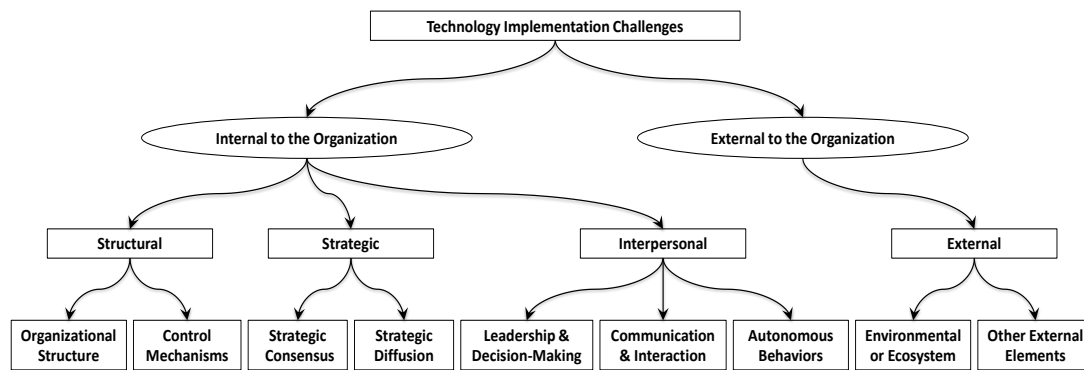 Technology Implementation Challenges
Internal to the Organization
External to the Organization
Structural
Strategic
Interpersonal
External
Organizational
Structure
Control
Mechanisms
Strategic
Consensus
Strategic
Diffusion
Leadership &
Decision-Making
Communication
& Interaction
Autonomous
Behaviors
Environmental
or Ecosystem
Other External
Elements